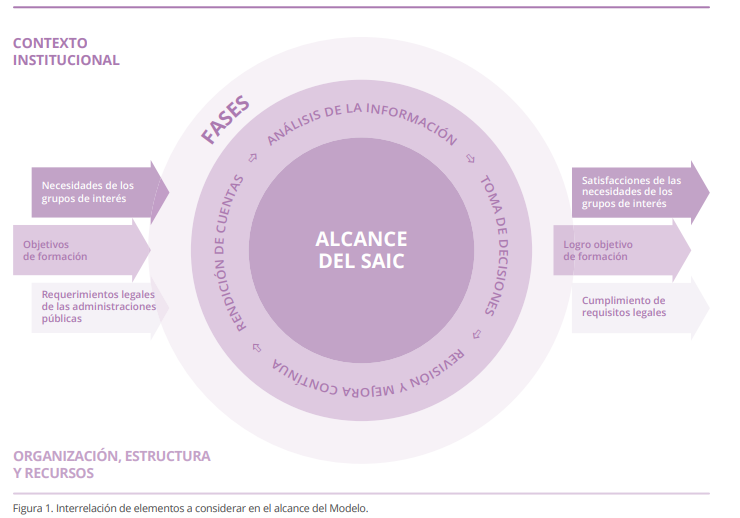 CONTEXTO
INSTITUCIONAL
FASES
ANÁLISIS DE LA INFORMACIÓN
TOMA DE DECISIONES
REVISIÓN Y MEJORA CONTÍNUA
RENDICIÓN DE CUENTAS
Necesidades de los
grupos de interés
Objetivos
de formación
Requerimientos legales
de las administraciones
públicas
ALCANCE
DEL SAIC
Satisfacciones de las
necesidades de los
grupos de interés
Logro objetivo
de formación
Cumplimiento de
requisitos legales
ORGANIZACIÓN, ESTRUCTURA
Y RECURSOS
Figura 1. Interrelación de elementos a considerar en el alcance del Modelo.